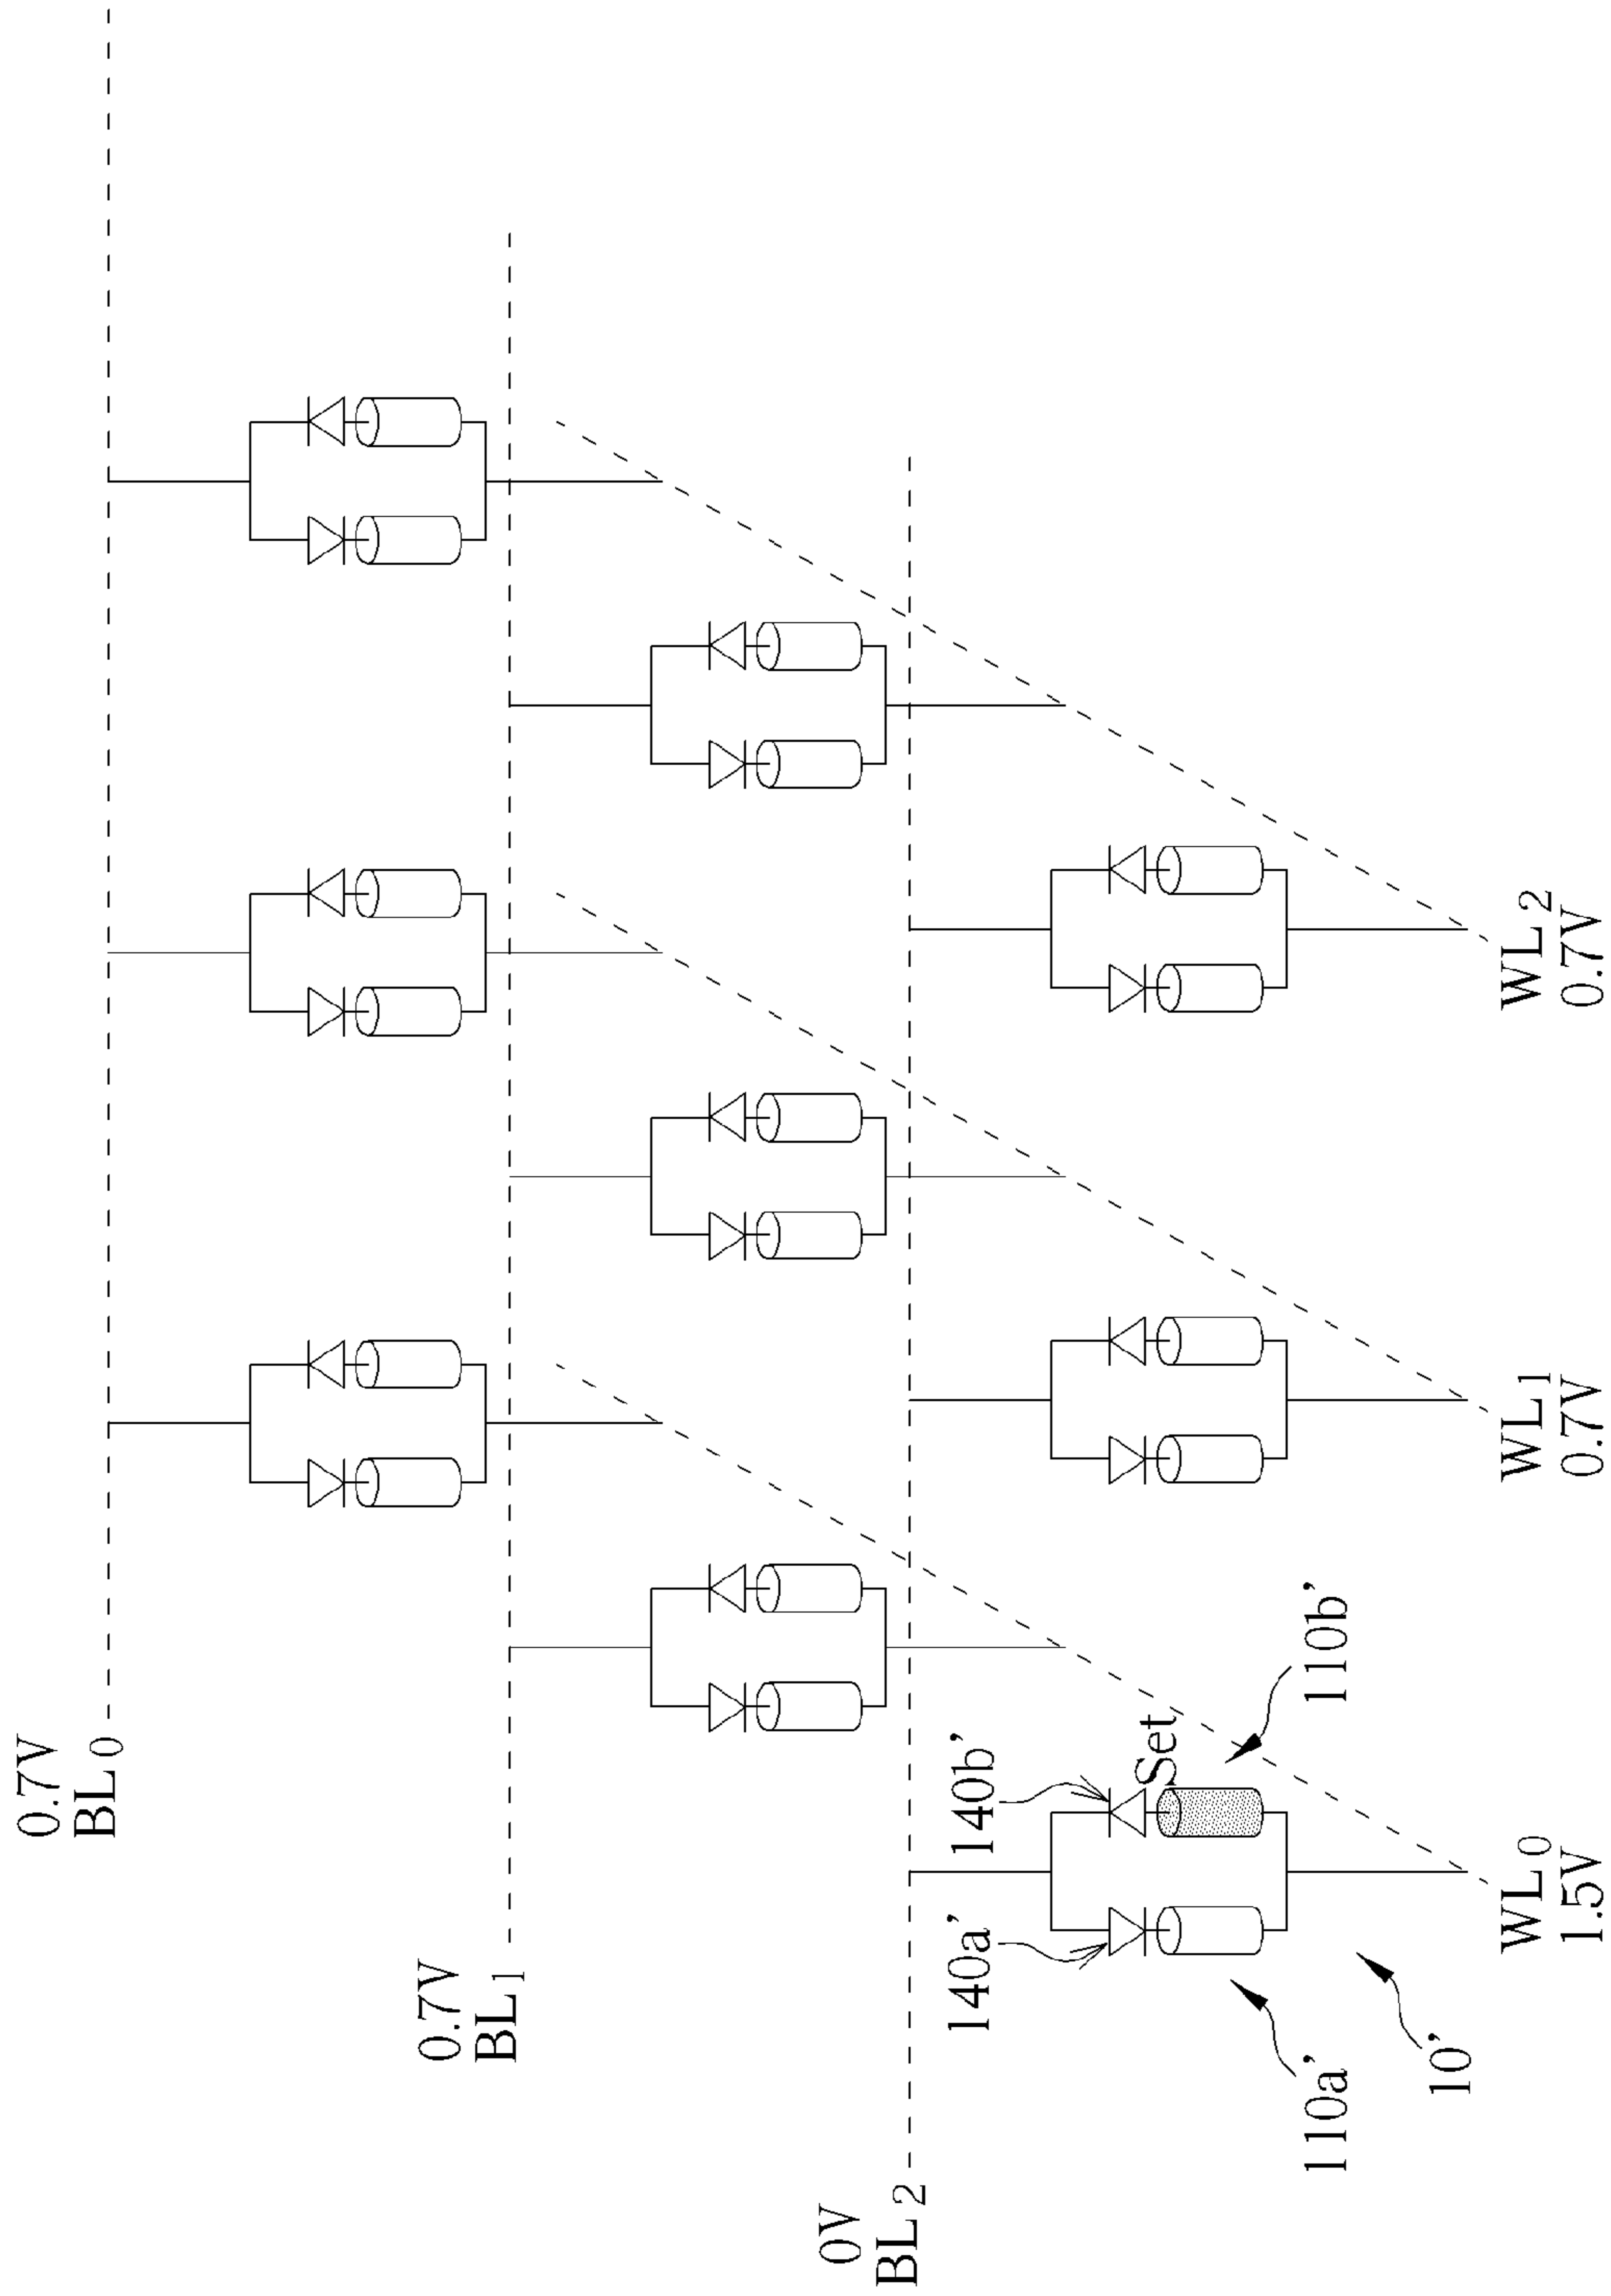 0.7V
BL0
0.7V
BL1
0V
BL2
140a'
140b'
Set
110a'
110b'
10'
WL0
1.5V
WL1
0.7V
WL2
0.7V